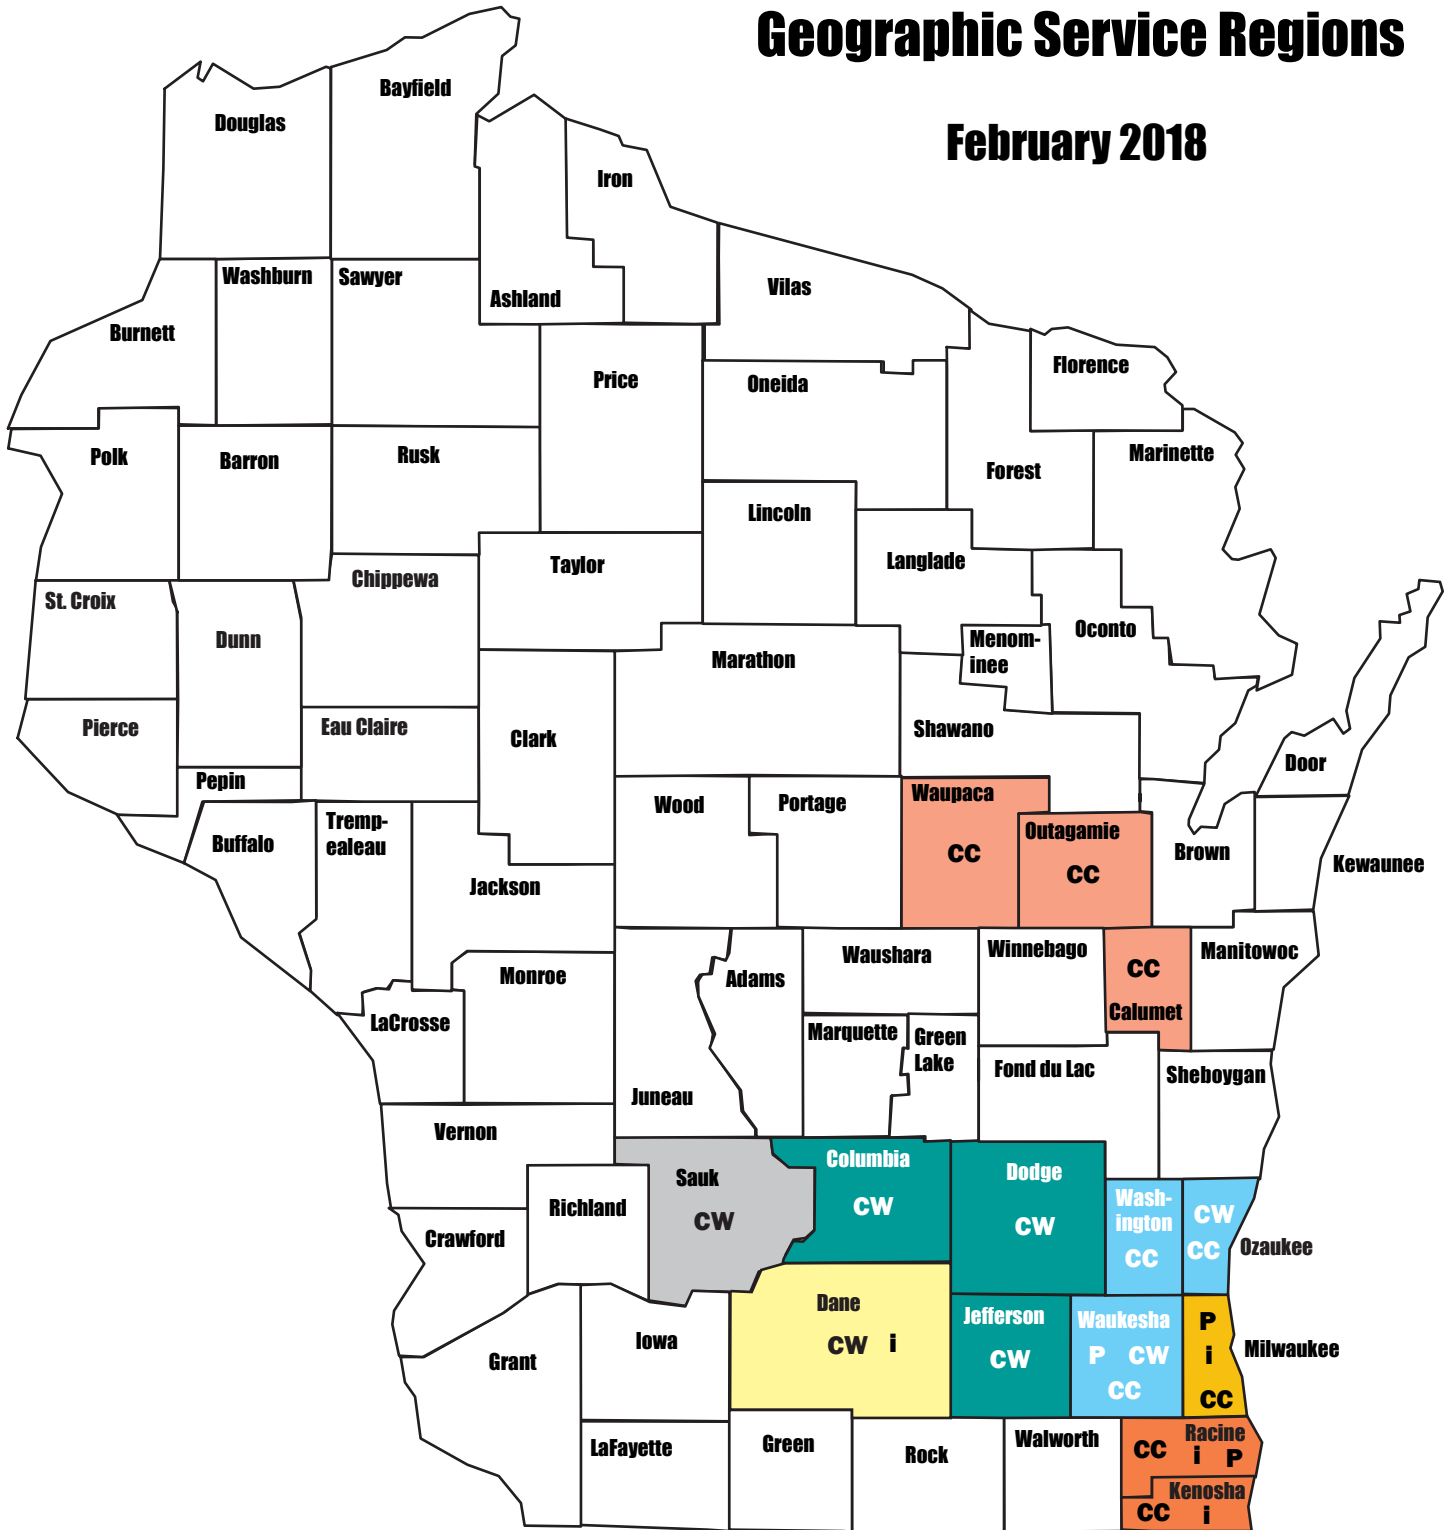 Geographic Service Regions
February 2018
Bayfield
Douglas
Iron
Washburn
Sawyer
Ashland
Vilas
Burnett
Price
Oneida
Florence
Polk
Barron
Rusk
Forest
Marinette
Lincoln
Langlade
Taylor
Chippewa
St. Croix
Dunn
Menom-
inee
Oconto
Marathon
Pierce
Eau Claire
Clark
Shawano
Door
Pepin
Wood
Portage
Waupaca
CC
Outagamie
CC
Brown
Kewaunee
Buffalo
Tremp-
ealeau
Jackson
Monroe
Adams
Waushara
Winnebago
CC
Calumet
Manitowoc
LaCrosse
Juneau
Marquette
Green
Lake
Fond du Lac
Sheboygan
Vernon
Richland
Sauk
CW
Columbia
CW
Dodge
CW
Wash-
ington
CC
CW
CC
Ozaukee
Crawford
Grant
Iowa
Dane
CW i
Jefferson
CW
Waukesha
P CW
CC
P
i
CC
Milwaukee
LaFayette
Green
Rock
Walworth
Racine
CC i P
Kenosha
CC i